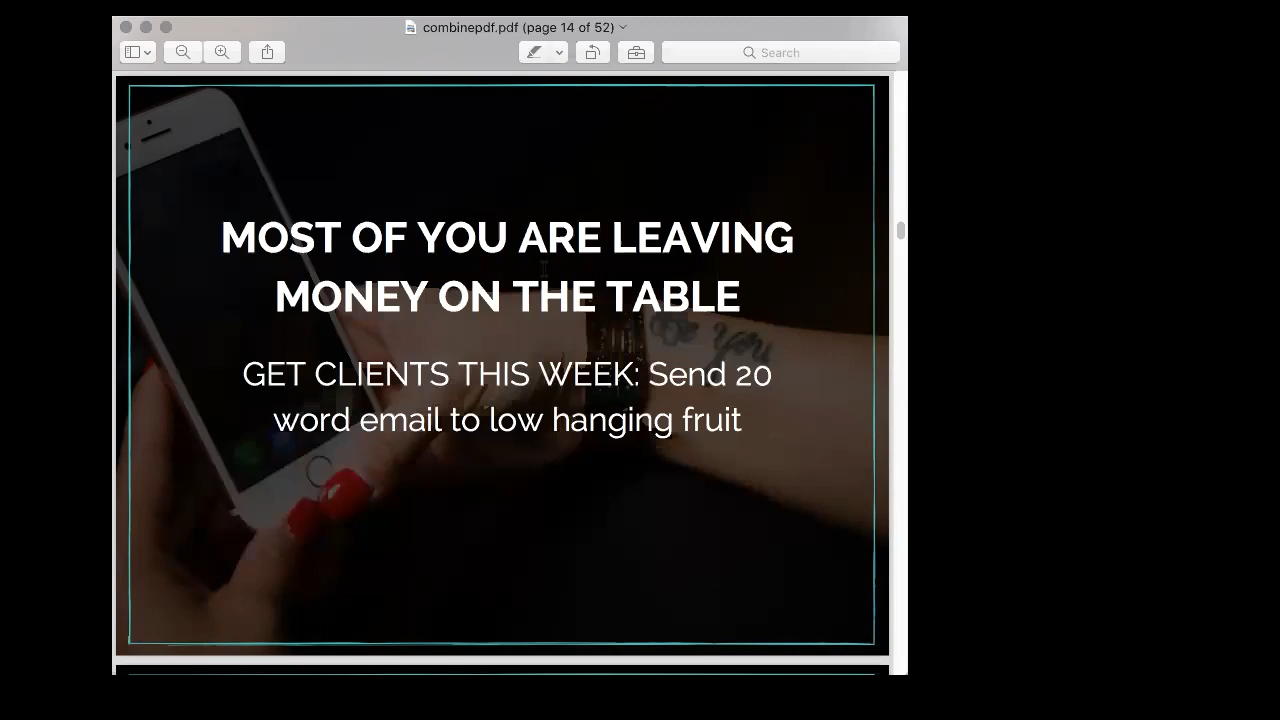 combinepdf.pdf (page 14 of 52)
Search
MOST OF YOU ARE LEAVING
MONEY ON THE TABLE
GET CLIENTS THIS WEEK: Send 20
word email to low hanging fruit
you